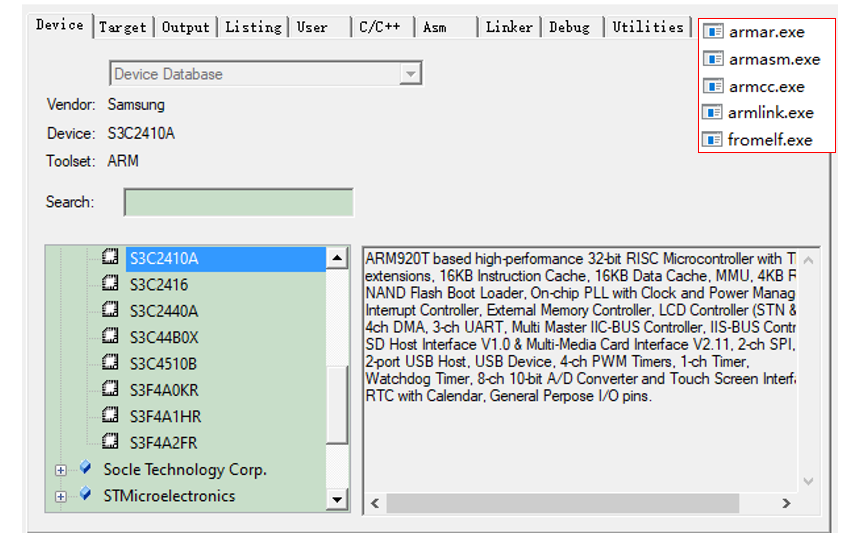 Device Target Output Listing User C/C++ Asm Linker Debug Utilities
armar.exe
armasm.exe
armcc.exe
armlink.exe
fromelf.exe
Device Database
Vendor: Samsung
Device: S3C2410A
Toolset: ARM
Search:
S3C2410A
S3C2416
S3C2440A
S3C44B0X
S3C4510B
S3F4A0KR
S3F4A1HR
S3F4A2FR
Socle Technology Corp.
STMicroelectronics
ARM920T based high-performance 32-bit RISC Microcontroller with
extensions, 16KB Instruction Cache, 16KB Data Cache, MMU, 4KB
NAND Flash Boot Loader, On-chip PLL with Clock and Power Manag
Interrupt Controller, External Memory Controller, LCD Controller (STN &
4ch DMA, 3-ch UART, Multi Master IIC-BUS Controller, IIS-BUS Contr
SD Host Interface V1.0 & Multi-Media Card Interface V2.11, 2-ch SPI,
2-port USB Host, USB Device, 4-ch PWM Timers, 1-ch Timer,
Watchdog Timer, 8-ch 10-bit A/D Converter and Touch Screen Interf
RTC with Calendar, General Perpose I/O pins.